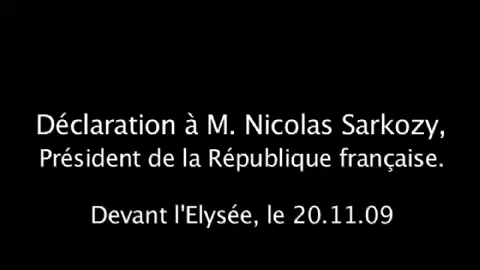 Déclaration à M. Nicolas Sarkozy,
Président de la République française.
Devant l'Elysée, le 20.11.09